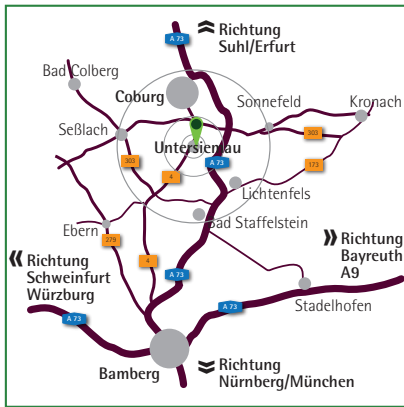 A 73
Richtung
Suhl/Erfurt
Bad Colberg
Coburg
Sonnefeld
Kronach
Seßlach
303
Untersiemau
303
A 73
173
4
Lichtenfels
Bad Staffelstein
Ebern
279
4
A 73
Richtung
Schweinfurt
Würzburg
Richtung
Bayreuth
A9
A 73
A 73
Stadelhofen
Bamberg
Richtung
Nürnberg/München